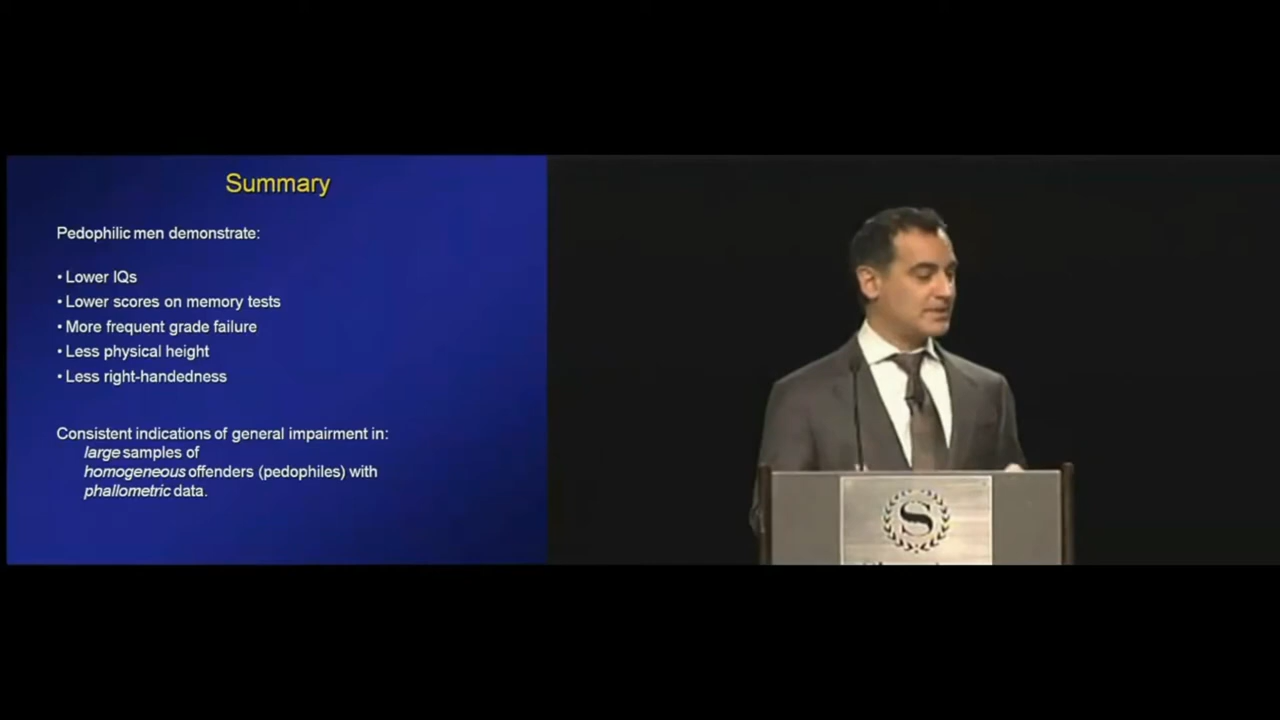 Summary
Pedophilic men demonstrate:
• Lower IQs
• Lower scores on memory tests
• More frequent grade failure
• Less physical height
• Less right-handedness
Consistent indications of general impairment in:
large samples of
homogeneous offenders (pedophiles) with
phallometric data.
S